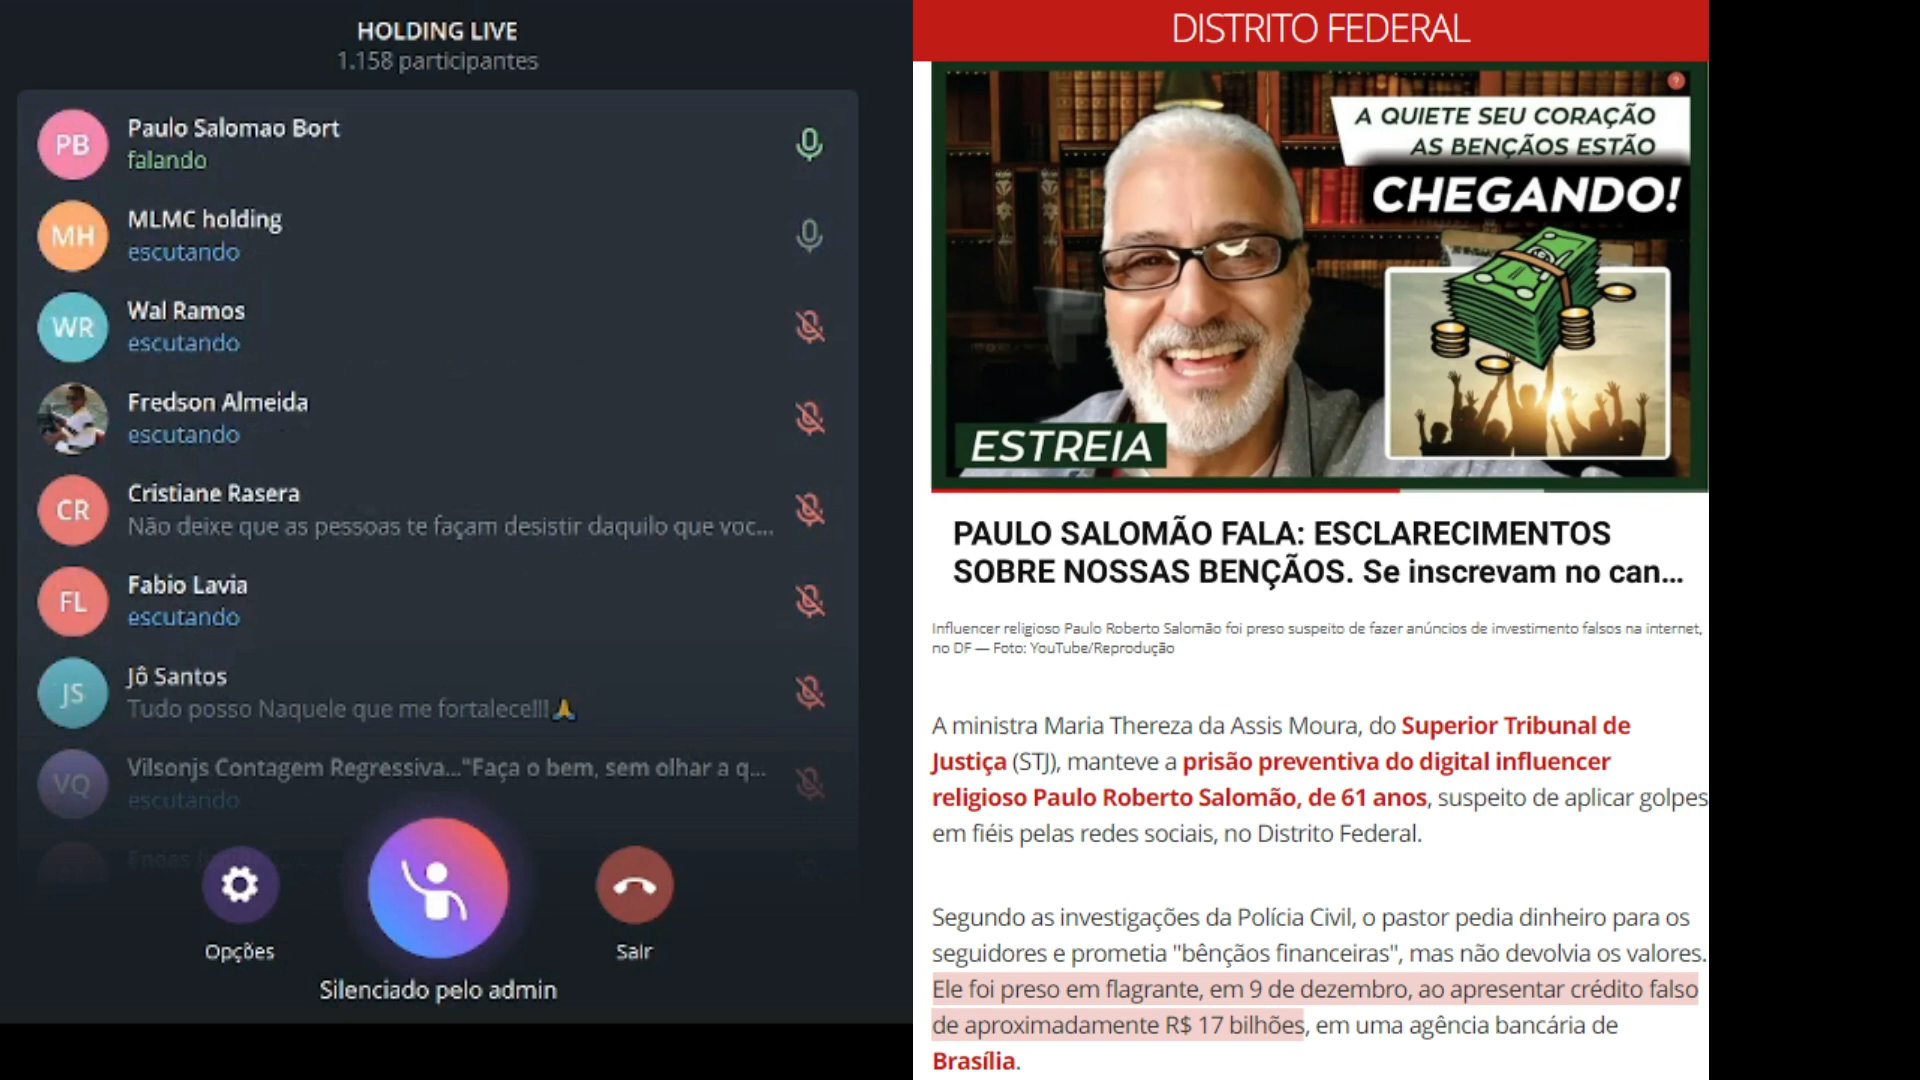 HOLDING LIVE
1.158 participantes
PB
Paulo Salomao Bort
falando
MH
MLMC holding
escutando
WR
Wal Ramos
escutando
Fredson Almeida
escutando
CR
Cristiane Rasera
Não deixe que as pessoas te façam desistir daquilo que voc...
FL
Fabio Lavia
escutando
JS
Jô Santos
Tudo posso Naquele que me fortalece!!!🙏
VQ
Vilsonjs Contagem Regressiva..."Faça o bem, sem olhar a q...
escutando
Opções
Sair
Silenciado pelo admin
DISTRITO FEDERAL
A QUIETE SEU CORAÇÃO
AS BENÇÃOS ESTÃO
CHEGANDO!
ESTREIA
PAULO SALOMÃO FALA: ESCLARECIMENTOS
SOBRE NOSSAS BENÇÃOS. Se inscrevam no can...
Influencer religioso Paulo Roberto Salomão foi preso suspeito de fazer anúncios de investimento falsos na internet,
no DF — Foto: YouTube/Reprodução
A ministra Maria Thereza da Assis Moura, do Superior Tribunal de
Justiça (STJ), manteve a prisão preventiva do digital influencer
religioso Paulo Roberto Salomão, de 61 anos, suspeito de aplicar golpes
em fiéis pelas redes sociais, no Distrito Federal.
Segundo as investigações da Polícia Civil, o pastor pedia dinheiro para os
seguidores e prometia "bênçãos financeiras", mas não devolvia os valores.
Ele foi preso em flagrante, em 9 de dezembro, ao apresentar crédito falso
de aproximadamente R$ 17 bilhões, em uma agência bancária de
Brasília.